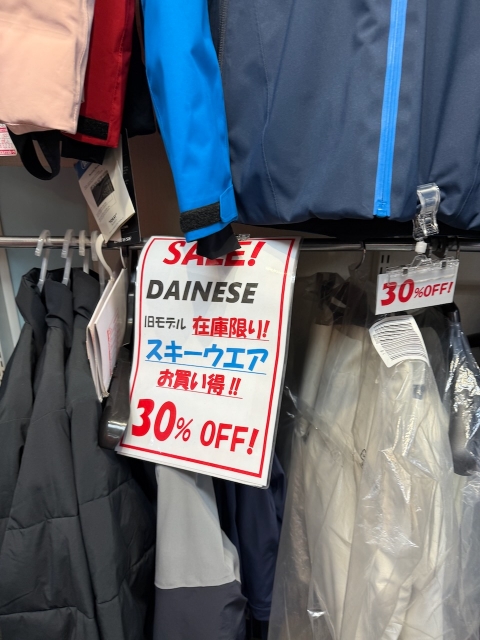 SALE!
DAINESE
旧モデル 在庫限り!
スキーウエア
お買い得!!
30% OFF!
30%OFF!